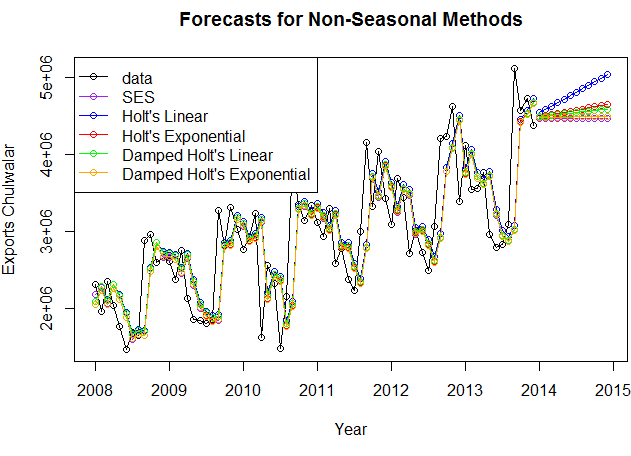 Forecasts for Non-Seasonal Methods
data
SES
Holt's Linear
Holt's Exponential
Damped Holt's Linear
Damped Holt's Exponential
Exports Chulwalar
5e+06
4e+06
3e+06
2e+06
2008 2009 2010 2011 2012 2013 2014 2015
Year